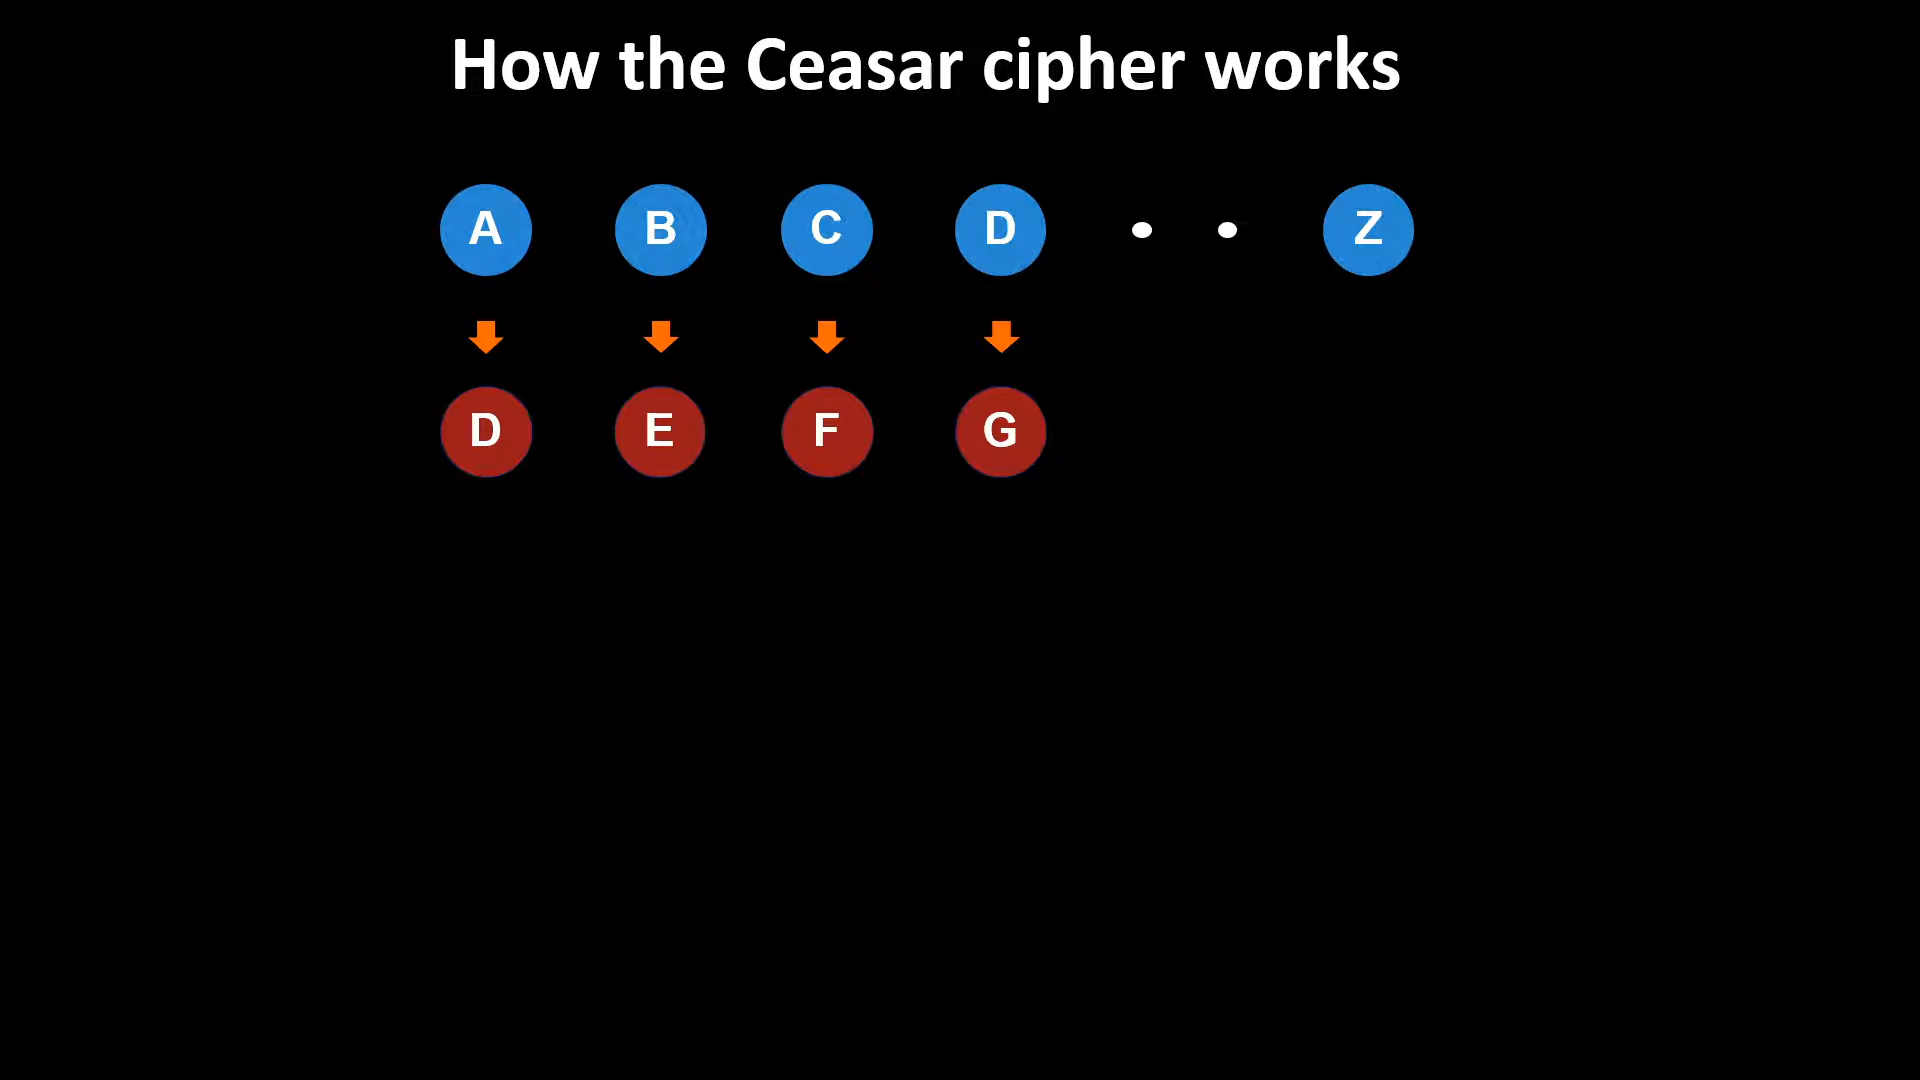 How the Ceasar cipher works
A B C D • • Z
D E F G